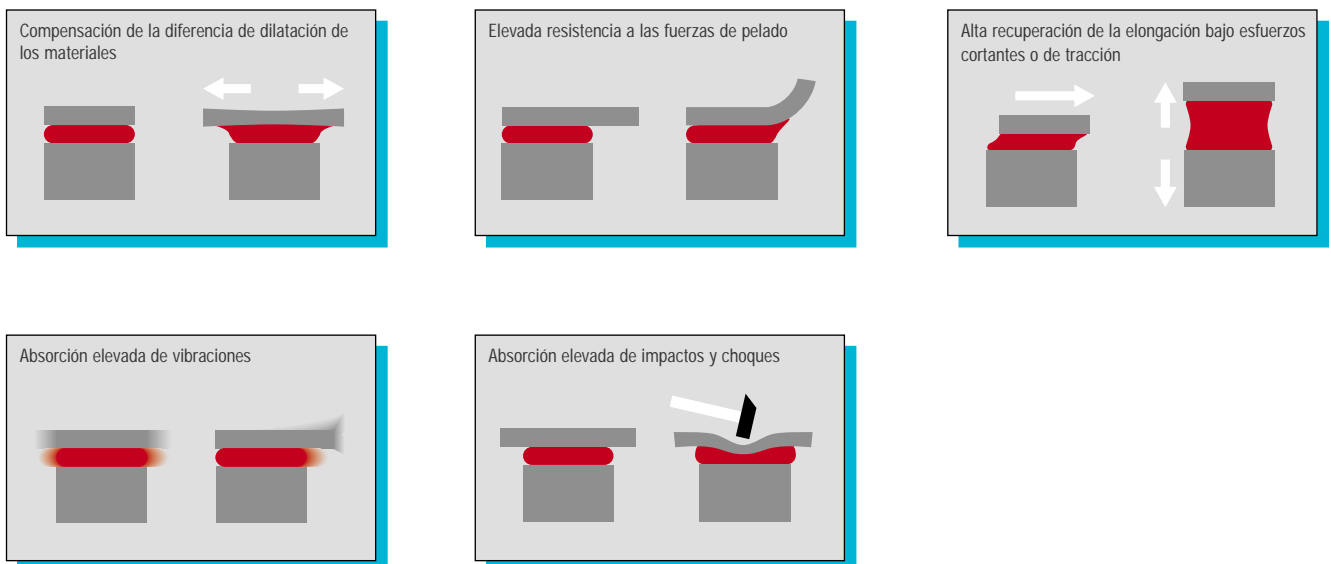 Compensación de la diferencia de dilatación de
los materiales
Elevada resistencia a las fuerzas de pelado
Alta recuperación de la elongación bajo esfuerzos
cortantes o de tracción
Absorción elevada de vibraciones
Absorción elevada de impactos y choques